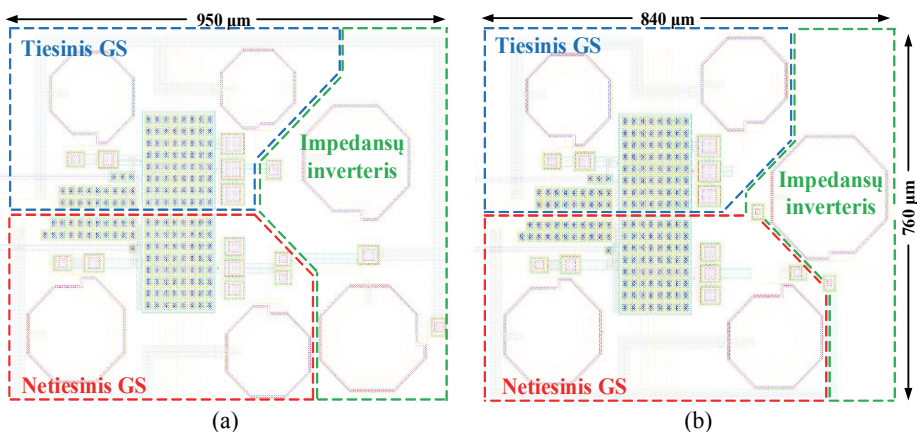 950 µm
Tiesinis GS
Impedansų
inverteris
Netiesinis GS
(a)
840 µm
Tiesinis GS
Impedansų
inverteris
760 µm
Netiesinis GS
(b)